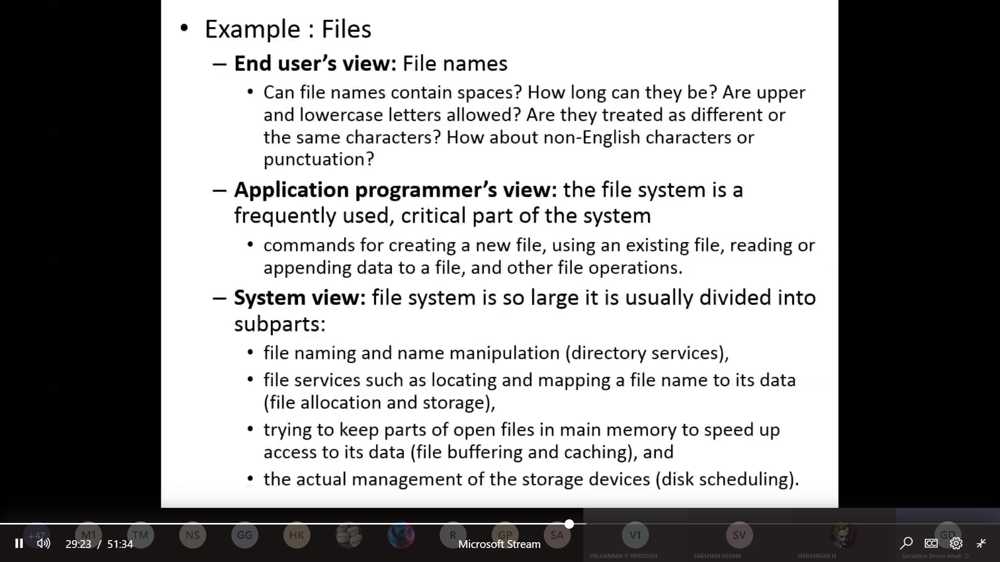 • Example : Files
– End user’s view: File names
• Can file names contain spaces? How long can they be? Are upper
and lowercase letters allowed? Are they treated as different or
the same characters? How about non-English characters or
punctuation?
– Application programmer’s view: the file system is a
frequently used, critical part of the system
• commands for creating a new file, using an existing file, reading or
appending data to a file, and other file operations.
– System view: file system is so large it is usually divided into
subparts:
• file naming and name manipulation (directory services),
• file services such as locating and mapping a file name to its data
(file allocation and storage),
• trying to keep parts of open files in main memory to speed up
access to its data (file buffering and caching), and
• the actual management of the storage devices (disk scheduling).
+47 M1 TM NS GG HK R GP SA V1 SV GD
29:23 / 51:34 Microsoft Stream CC
VALLIAMMAI V 19MID0124 SAKSHAM VERMA HARIHARAN N Geraldine Bessie Amali D